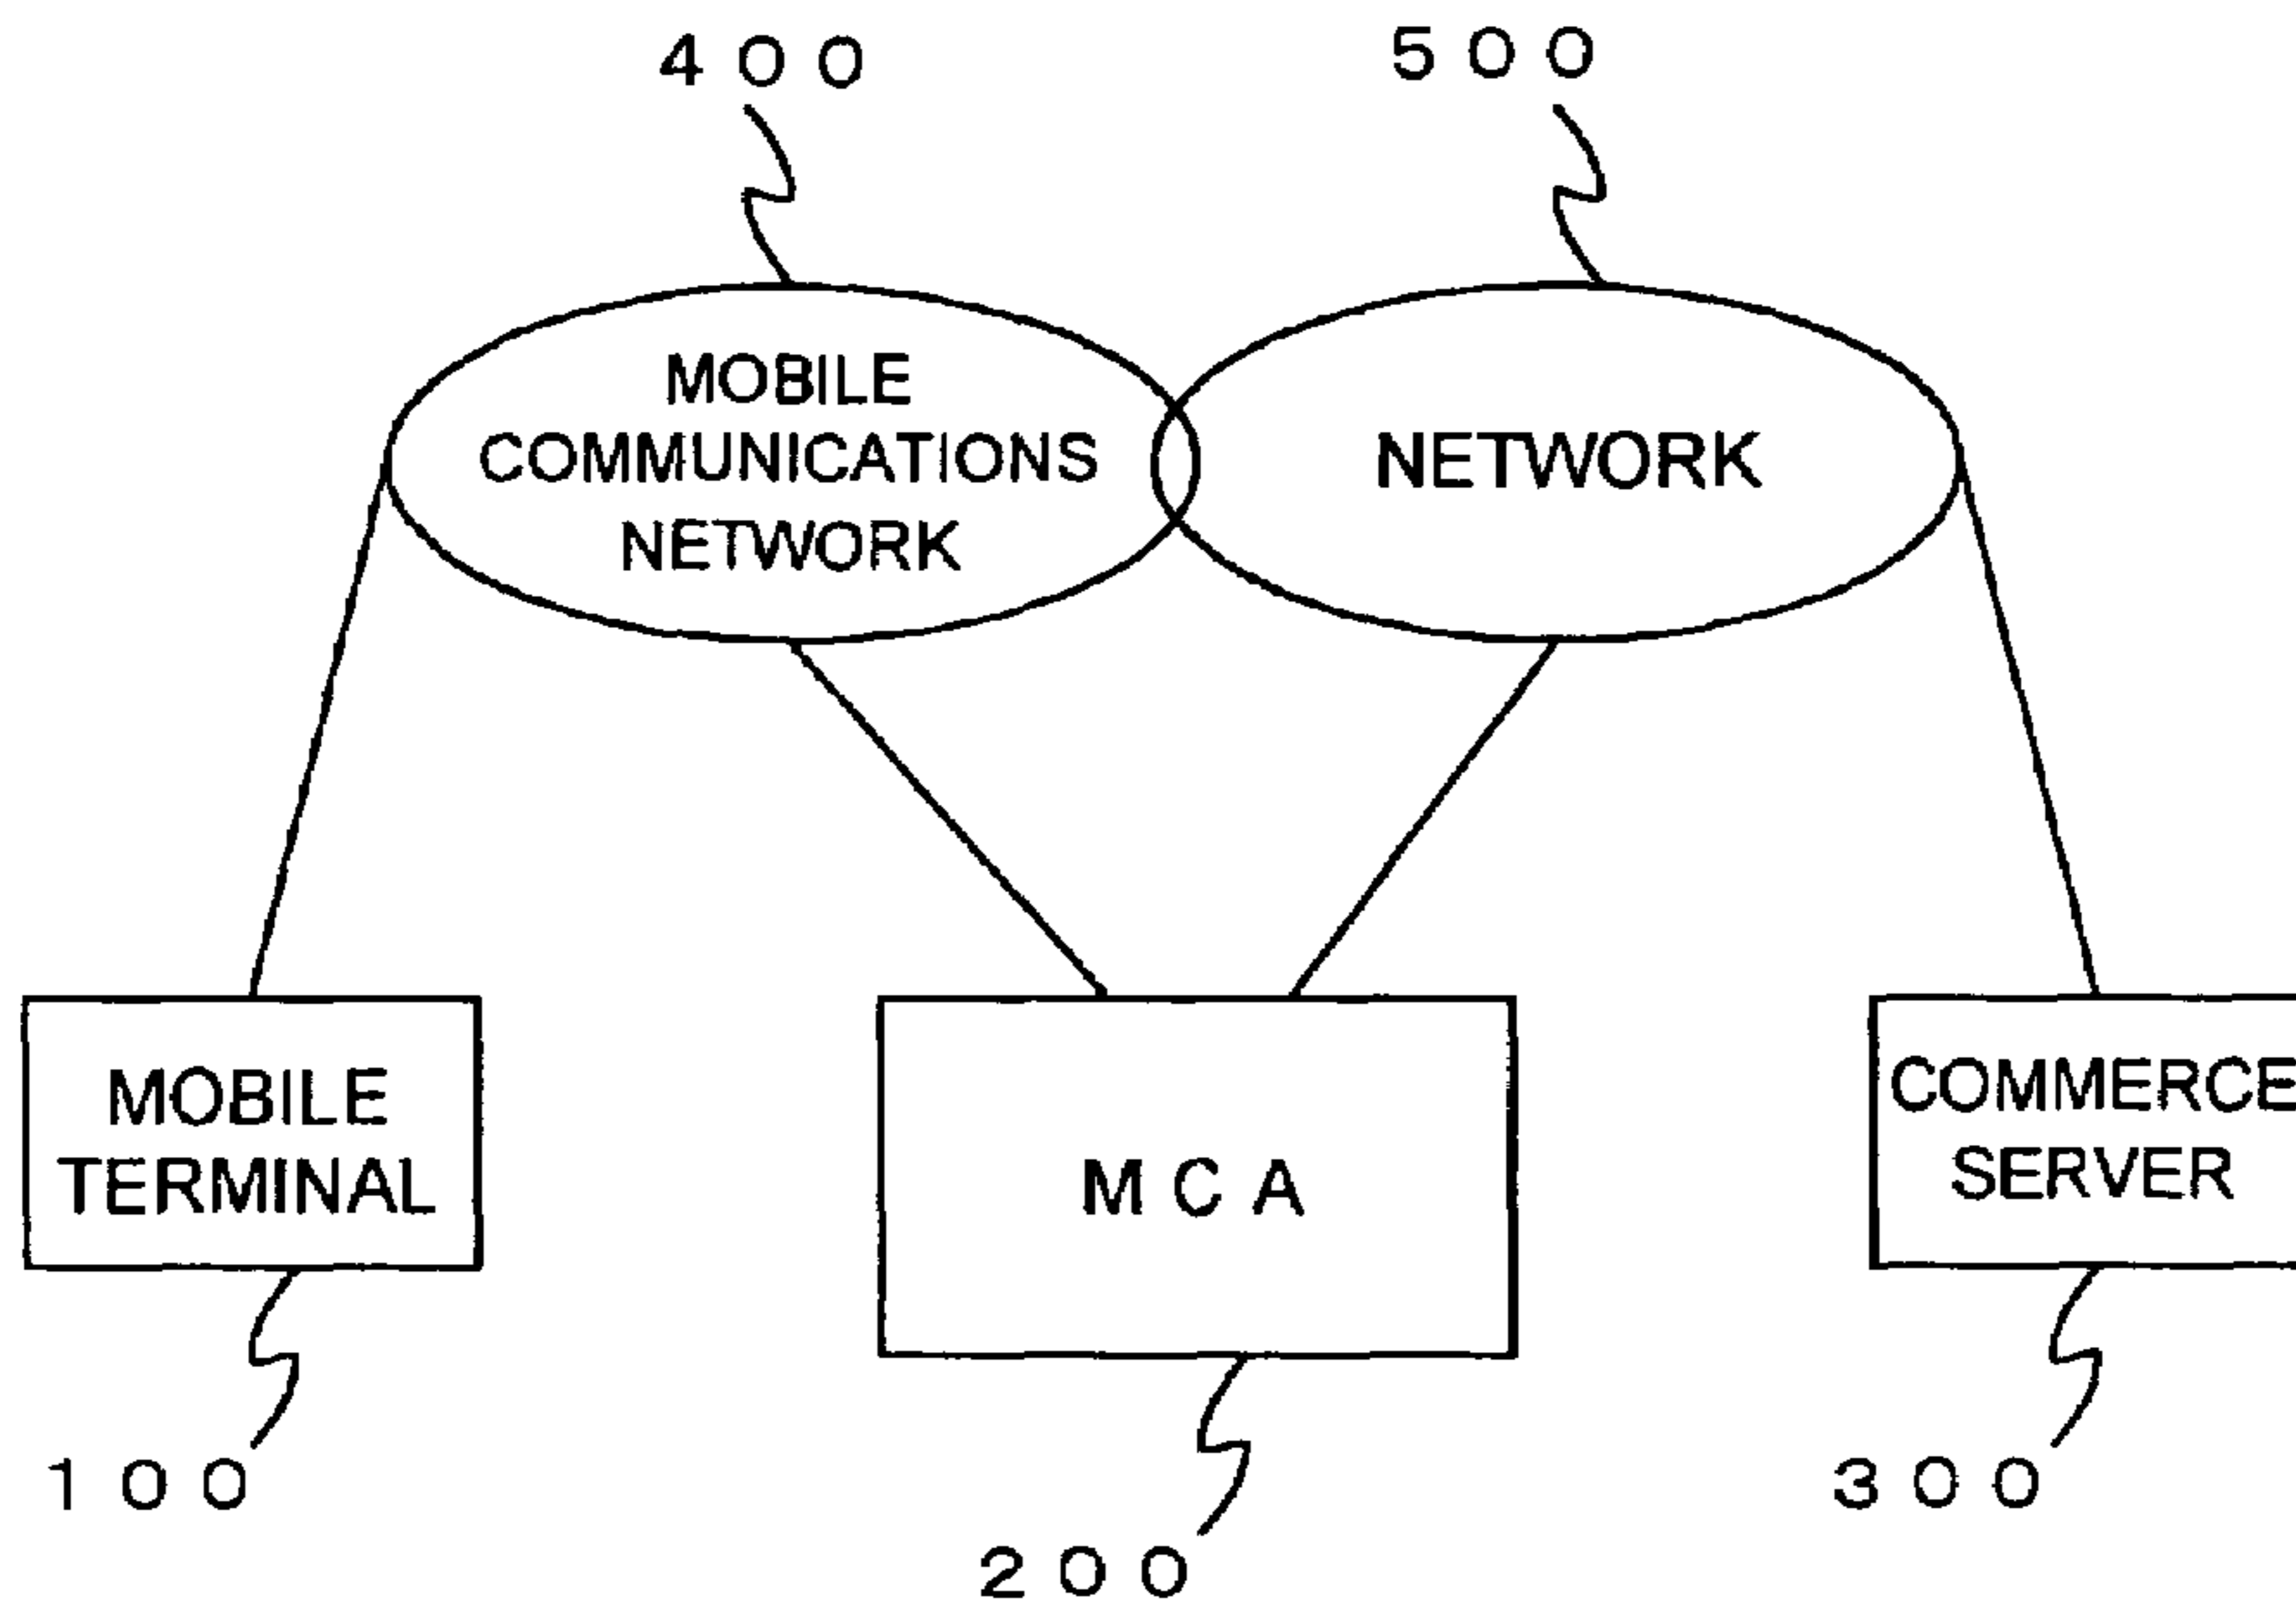 400
500
MOBILE
COMMUNICATIONS
NETWORK
NETWORK
MOBILE
TERMINAL
MCA
COMMERCE
SERVER
100
200
300